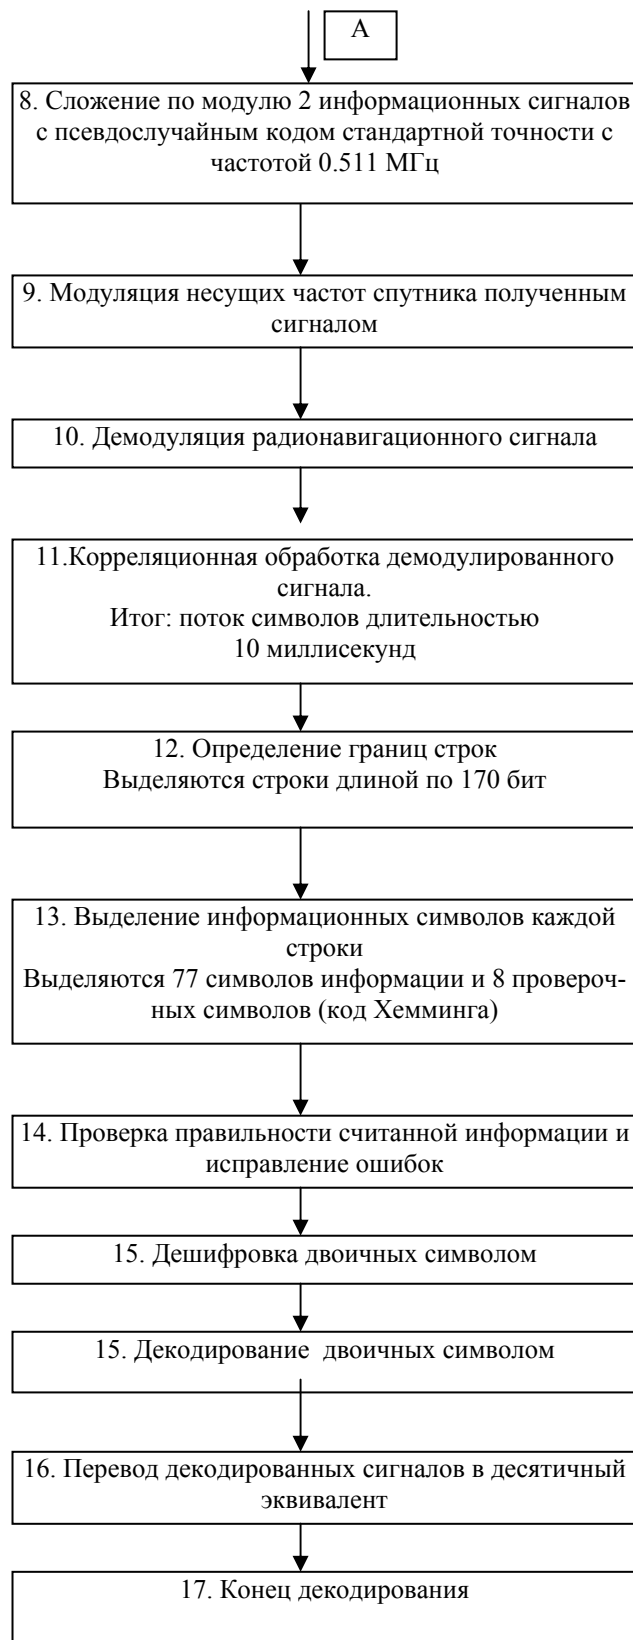 А
8. Сложение по модулю 2 информационных сигналов
с псевдослучайным кодом стандартной точности с
частотой 0.511 МГц
9. Модуляция несущих частот спутника полученным
сигналом
10. Демодуляция радионавигационного сигнала
11.Корреляционная обработка демодулированного
сигнала.
Итог: поток символов длительностью
10 миллисекунд
12. Определение границ строк
Выделяются строки длиной по 170 бит
13. Выделение информационных символов каждой
строки
Выделяются 77 символов информации и 8 провероч-
ных символов (код Хемминга)
14. Проверка правильности считанной информации и
исправление ошибок
15. Дешифровка двоичных символом
15. Декодирование двоичных символом
16. Перевод декодированных сигналов в десятичный
эквивалент
17. Конец декодирования